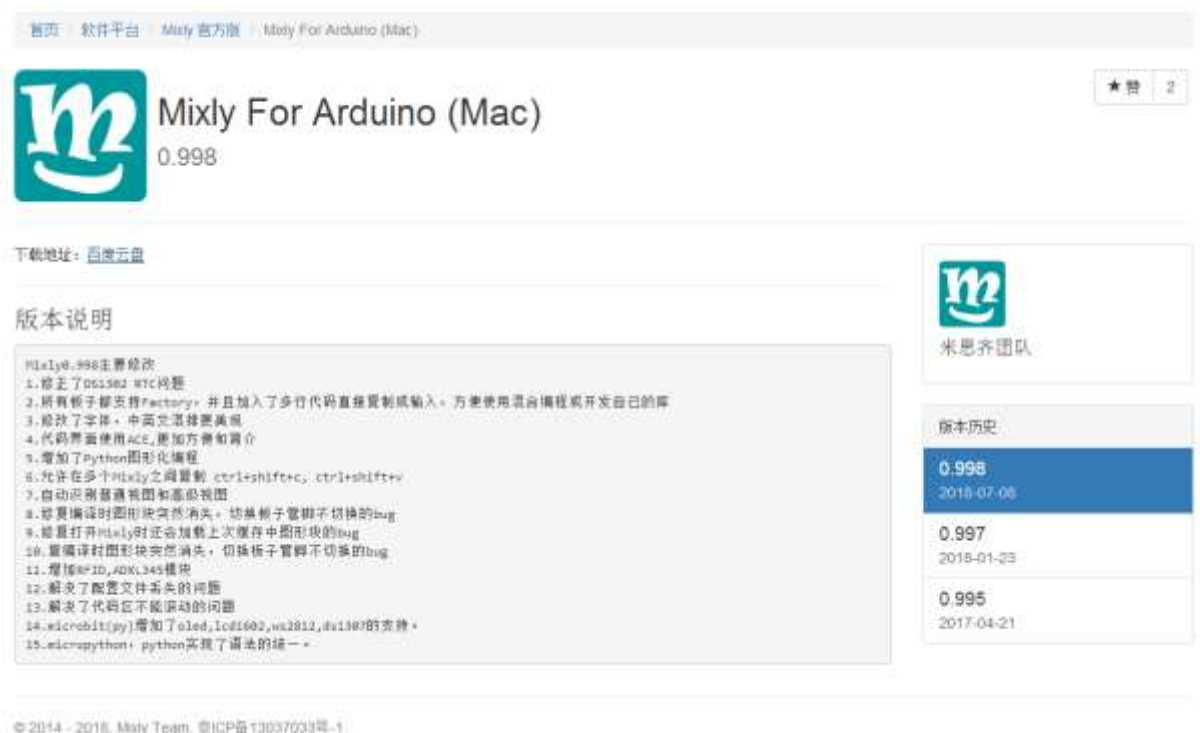 首页 / 软件平台 / Mixly 官方版 / Mixly For Arduino (Mac)
Mixly For Arduino (Mac)
0.998
★ 赞 2
下载地址：百度云盘
版本说明
Mixly0.998主要修改
1.修正了DS1302 RTC问题
2.所有板子都支持Factory，并且加入了多行代码直接复制或输入，方便使用混合编程或开发自己的库
3.修改了字体，中英文混排更美观
4.代码界面使用ACE,更加方便和简介
5.增加了Python图形化编程
6.允许在多个Mixly之间复制 ctrl+shift+c, ctrl+shift+v
7.自动识别普通视图和高级视图
8.修复编译时图形块突然消失，切换板子管脚不切换的bug
9.修复打开Mixly时还会加载上次缓存中图形块的bug
10.复编译时图形块突然消失，切换板子管脚不切换的bug
11.增加RFID,ADXL345模块
12.解决了配置文件丢失的问题
13.解决了代码区不能滚动的问题
14.microbit(py)增加了oled,lcd1602,ws2812,ds1307的支持。
15.micropython，python实现了语法的统一。
米思齐团队
版本历史
0.998
2018-07-06
0.997
2018-01-23
0.995
2017-04-21
© 2014 - 2018, Mixly Team. 京ICP备13037033号-1